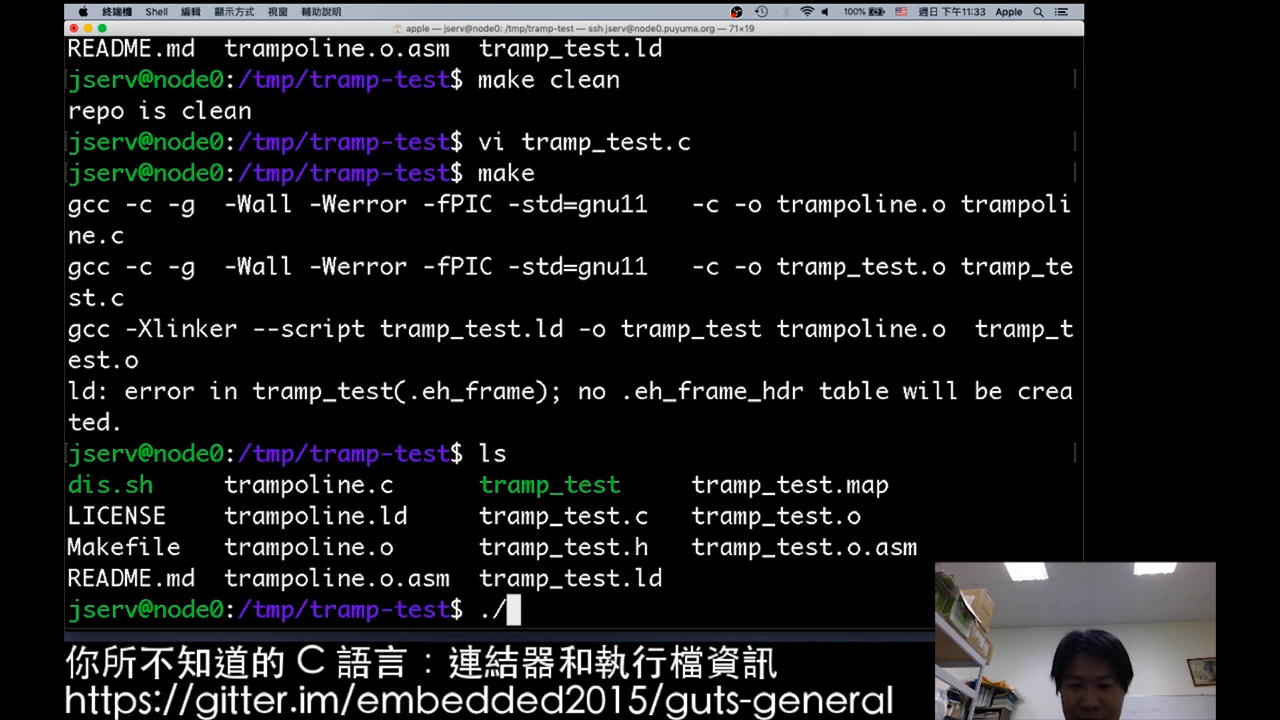 終端機 Shell 編輯 顯示方式 視窗 輔助說明 100% 週日下午11:33 Apple
apple — jserv@node0: /tmp/tramp-test — ssh jserv@node0.puyuma.org — 71×19
README.md trampoline.o.asm tramp_test.ld
jserv@node0:/tmp/tramp-test$ make clean
repo is clean
jserv@node0:/tmp/tramp-test$ vi tramp_test.c
jserv@node0:/tmp/tramp-test$ make
gcc -c -g -Wall -Werror -fPIC -std=gnu11 -c -o trampoline.o trampoli
ne.c
gcc -c -g -Wall -Werror -fPIC -std=gnu11 -c -o tramp_test.o tramp_te
st.c
gcc -Xlinker --script tramp_test.ld -o tramp_test trampoline.o tramp_t
est.o
ld: error in tramp_test(.eh_frame); no .eh_frame_hdr table will be crea
ted.
jserv@node0:/tmp/tramp-test$ ls
dis.sh trampoline.c tramp_test tramp_test.map
LICENSE trampoline.ld tramp_test.c tramp_test.o
Makefile trampoline.o tramp_test.h tramp_test.o.asm
README.md trampoline.o.asm tramp_test.ld
jserv@node0:/tmp/tramp-test$ ./
你所不知道的 C 語言：連結器和執行檔資訊
https://gitter.im/embedded2015/guts-general